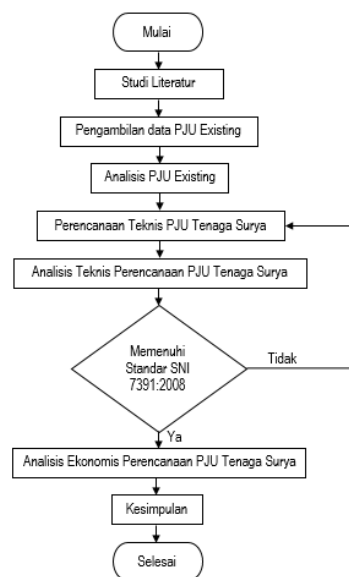 Mulai
Studi Literatur
Pengambilan data PJU Existing
Analisis PJU Existing
Perencanaan Teknis PJU Tenaga Surya
Analisis Teknis Perencanaan PJU Tenaga Surya
Memenuhi
Standar SNI
7391:2008
Tidak
Ya
Analisis Ekonomis Perencanaan PJU Tenaga Surya
Kesimpulan
Selesai